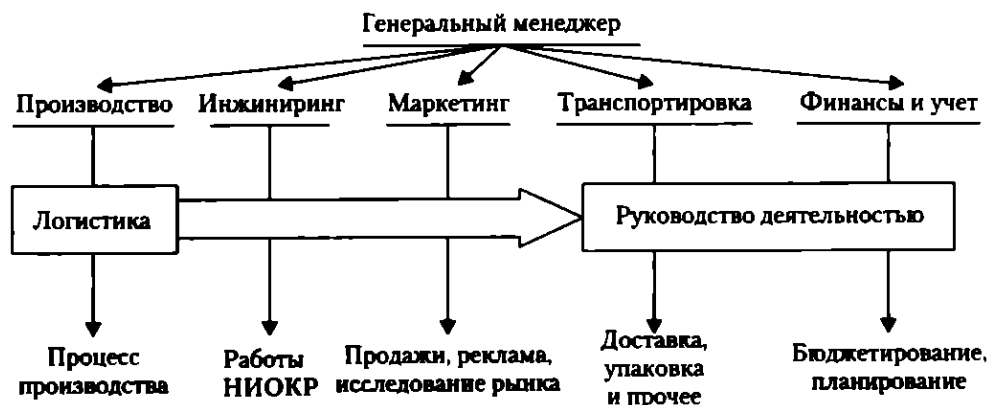 Генеральный менеджер
Производство
Инжиниринг
Маркетинг
Транспортировка
Финансы и учет
Логистика
Руководство деятельностью
Процесс
производства
Работы
НИОКР
Продажи, реклама,
исследование рынка
Доставка,
упаковка
и прочее
Бюджетирование,
планирование